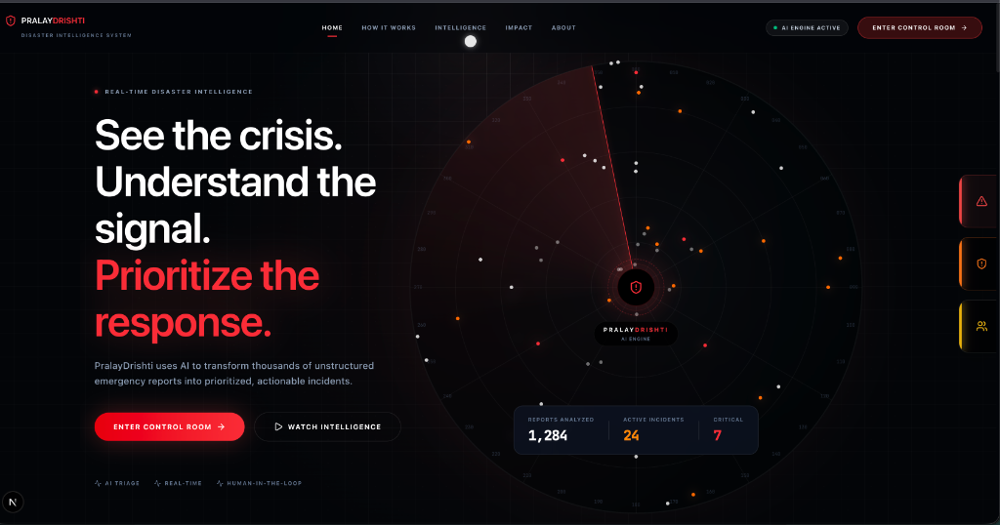 PRALAYDRISHTI
DISASTER INTELLIGENCE SYSTEM
HOME HOW IT WORKS INTELLIGENCE IMPACT ABOUT
AI ENGINE ACTIVE
ENTER CONTROL ROOM →
REAL-TIME DISASTER INTELLIGENCE
See the crisis.
Understand the
signal.
Prioritize the
response.
PralayDrishti uses AI to transform thousands of unstructured
emergency reports into prioritized, actionable incidents.
ENTER CONTROL ROOM →
WATCH INTELLIGENCE
AI TRIAGE REAL-TIME HUMAN-IN-THE-LOOP
PRALAYDRISHTI
AI ENGINE
REPORTS ANALYZED ACTIVE INCIDENTS CRITICAL
1,284 24 7
N